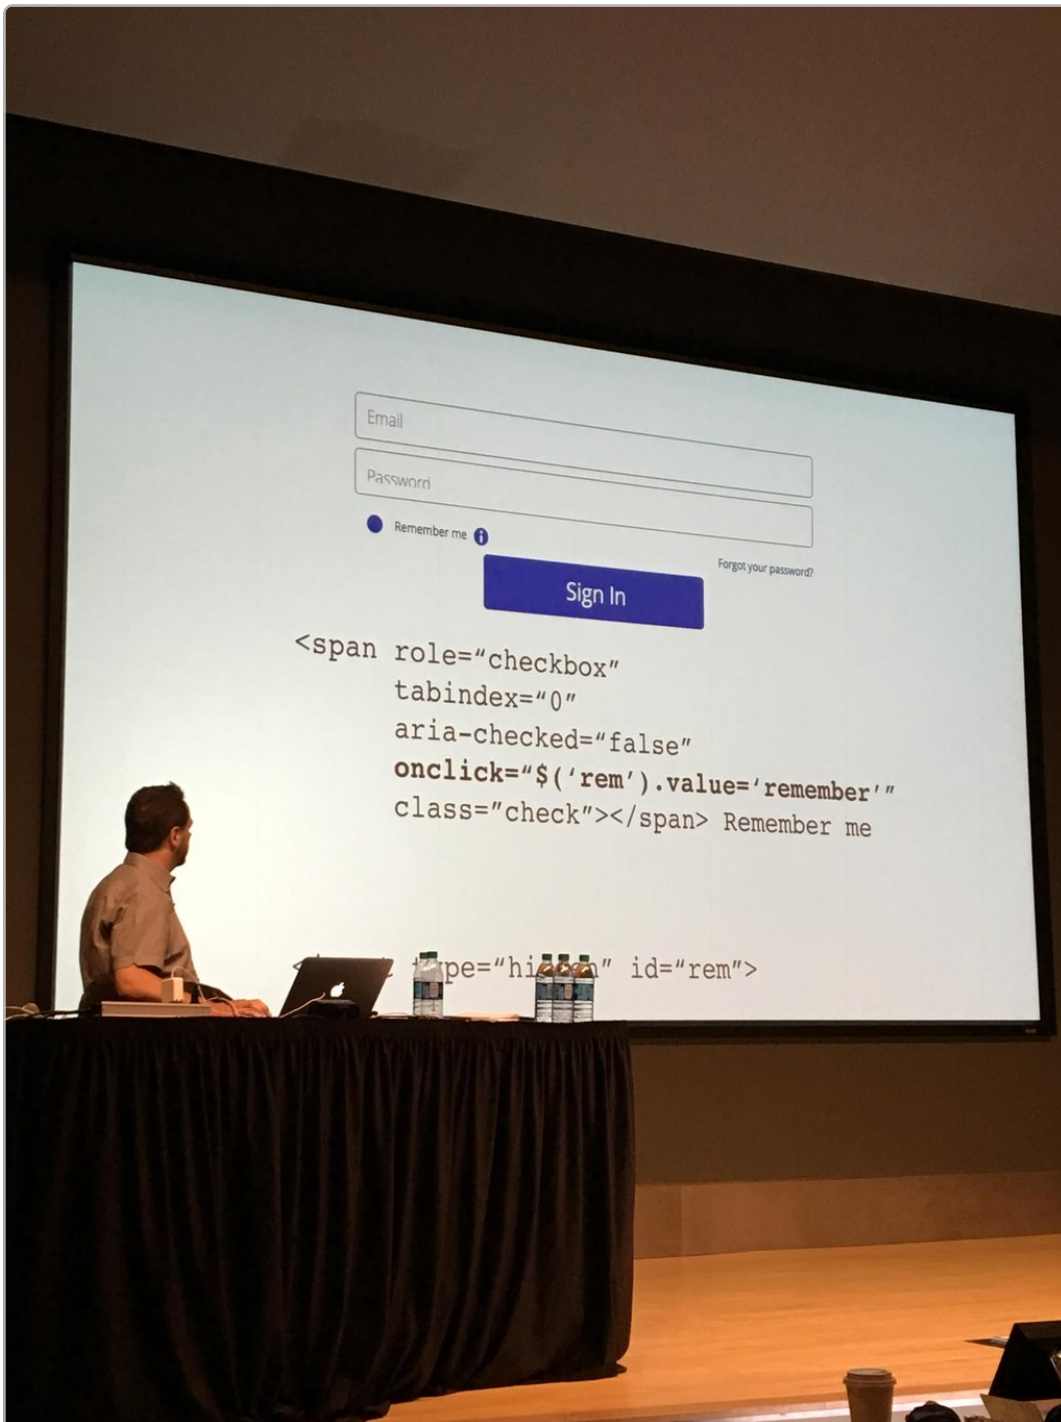 Email
Password
Remember me
Forgot your password?
Sign In
<span role=“checkbox”
tabindex=“0”
aria-checked=“false”
onclick=“$(‘rem’).value=‘remember’”
class=“check”></span> Remember me
id=“rem”>